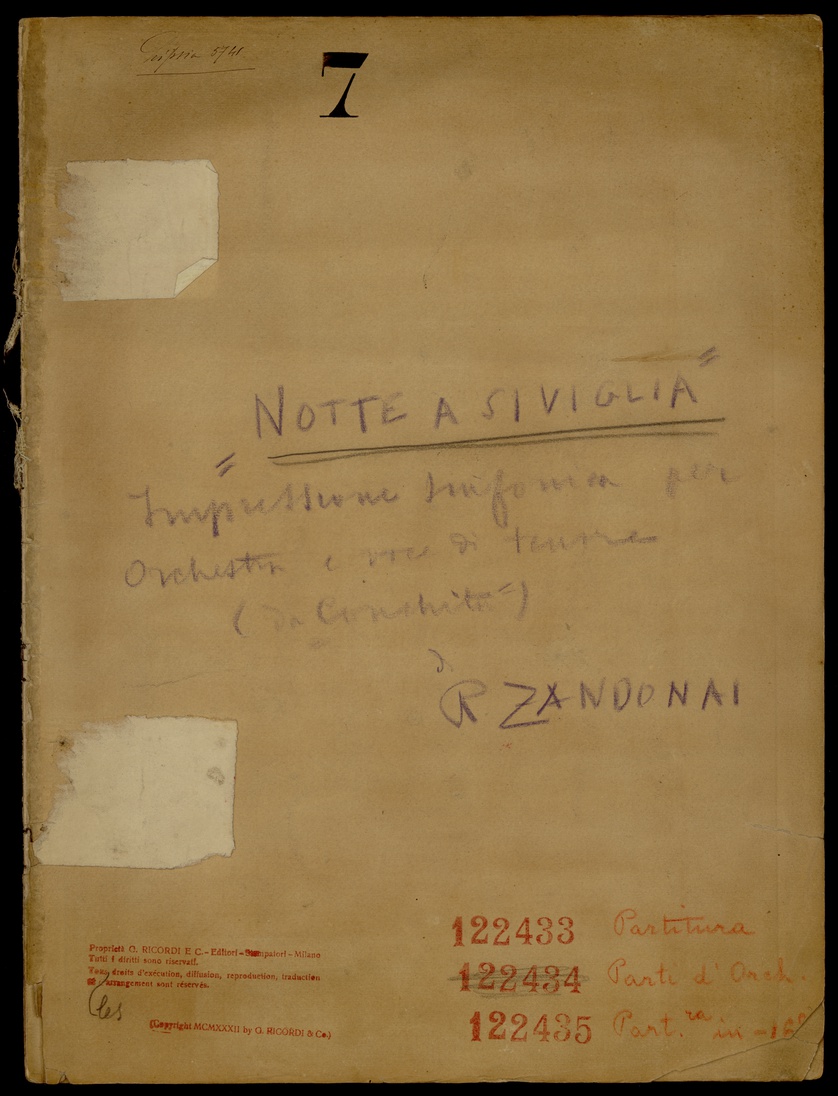 5741
7
"NOTTE A SIVIGLIA"
Impressione sinfonica per
Orchestra e voce di tenore
(da Conchita")
di
R ZANDONAI
122433 Partitura
122434 Parti d'Orch.
122435 Part.ra in-16º
Proprietà G. RICORDI E C. - Editori - Stampatori - Milano
Tutti i diritti sono riservati.
Tous droits d'exécution, diffusion, reproduction, traduction
et arrangement sont réservés.
(Copyright MCMXXXII by G. RICORDI & Co.)